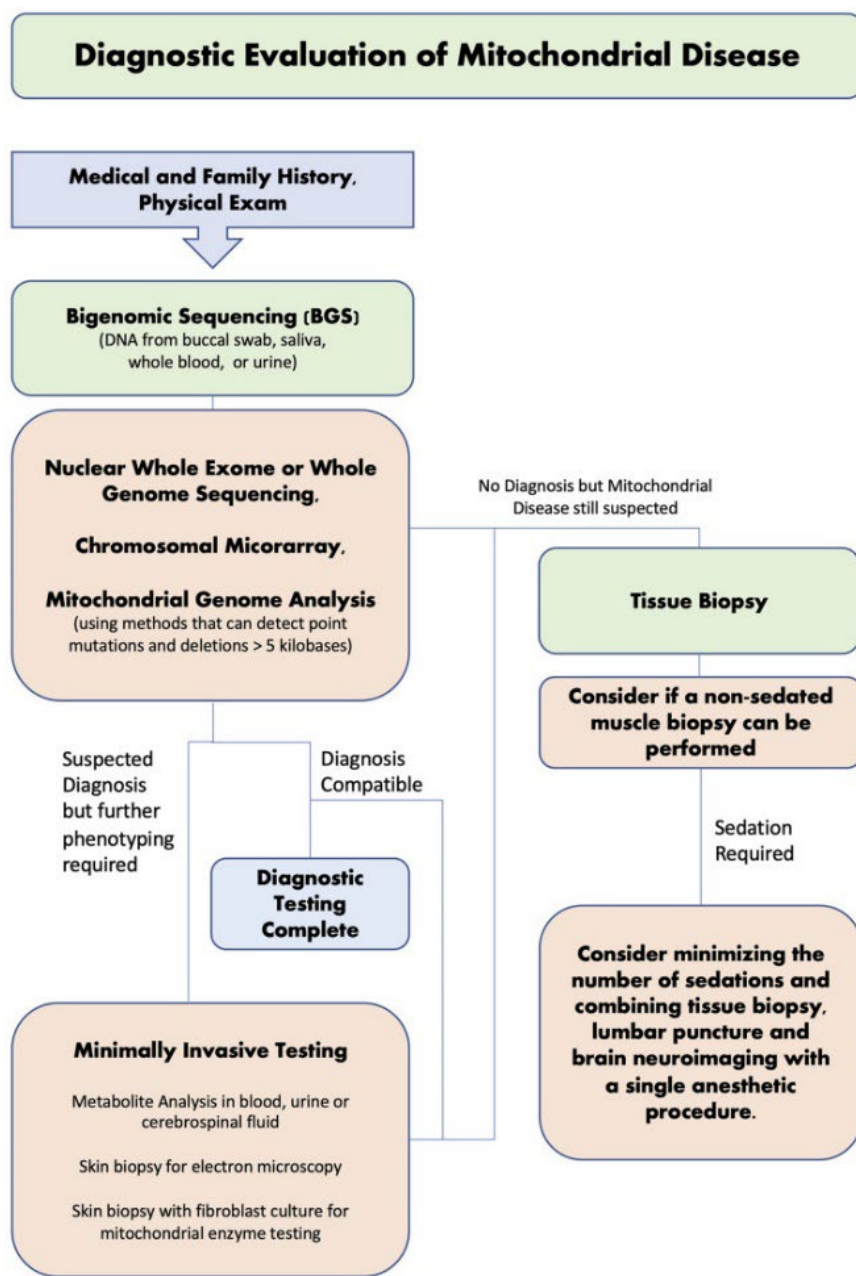 Diagnostic Evaluation of Mitochondrial Disease
Medical and Family History,
Physical Exam
Bigenomic Sequencing (BGS)
(DNA from buccal swab, saliva,
whole blood, or urine)
Nuclear Whole Exome or Whole
Genome Sequencing,
Chromosomal Micorarray,
Mitochondrial Genome Analysis
(using methods that can detect point
mutations and deletions > 5 kilobases)
No Diagnosis but Mitochondrial
Disease still suspected
Tissue Biopsy
Consider if a non-sedated
muscle biopsy can be
performed
Sedation
Required
Consider minimizing the
number of sedations and
combining tissue biopsy,
lumbar puncture and
brain neuroimaging with
a single anesthetic
procedure.
Suspected
Diagnosis
but further
phenotyping
required
Diagnosis
Compatible
Diagnostic
Testing
Complete
Minimally Invasive Testing
Metabolite Analysis in blood, urine or
cerebrospinal fluid
Skin biopsy for electron microscopy
Skin biopsy with fibroblast culture for
mitochondrial enzyme testing